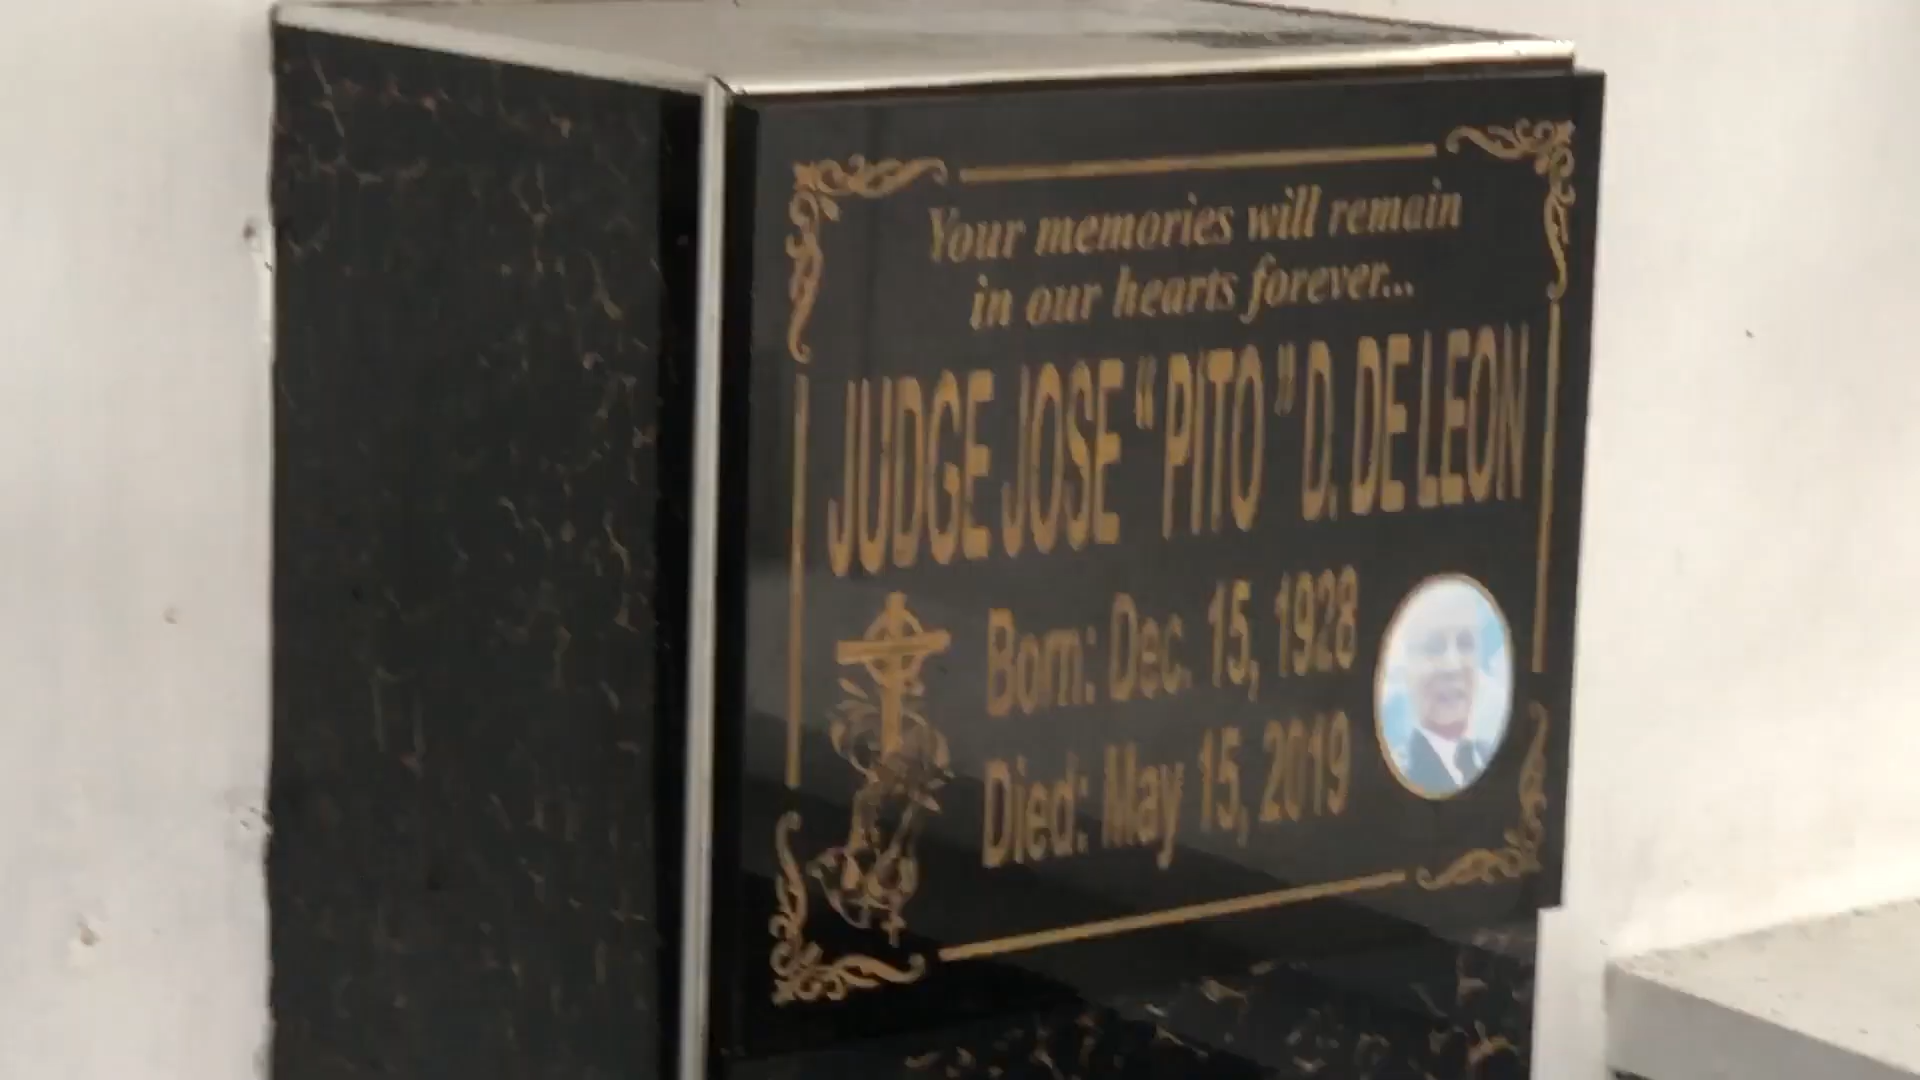 Your memories will remain
in our hearts forever...
JUDGE JOSE "PITO" D. DE LEON
Born: Dec. 15, 1928
Died: May 15, 2019